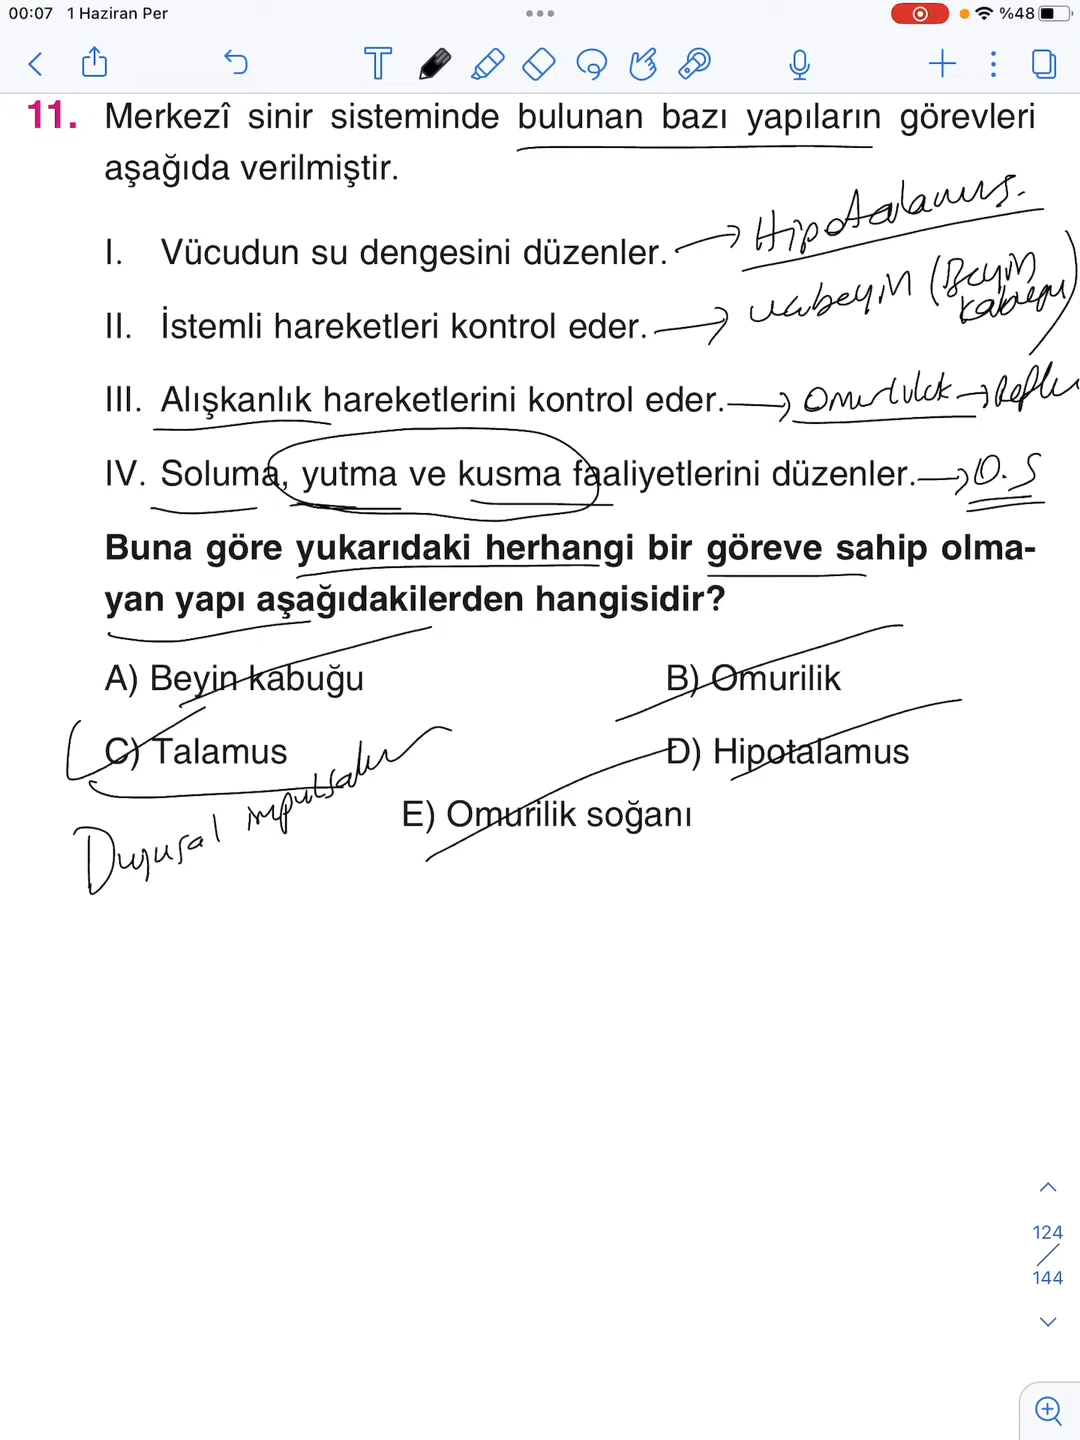 00:07 1 Haziran Per
%48
11. Merkezî sinir sisteminde bulunan bazı yapıların görevleri
aşağıda verilmiştir.
I. Vücudun su dengesini düzenler. → Hipotalamus.
II. İstemli hareketleri kontrol eder. → ucbeyin (Beyin kabuğu)
III. Alışkanlık hareketlerini kontrol eder. → Omurilik →
IV. Soluma, yutma ve kusma faaliyetlerini düzenler. → O.S
Buna göre yukarıdaki herhangi bir göreve sahip olma-
yan yapı aşağıdakilerden hangisidir?
A) Beyin kabuğu B) Omurilik
C) Talamus D) Hipotalamus
E) Omurilik soğanı
Duyusal impulslar
124
144